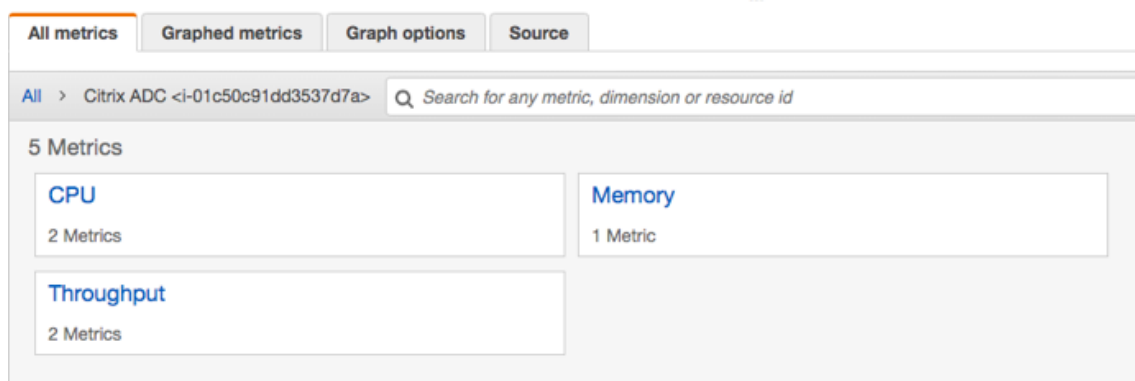 All metrics Graphed metrics Graph options Source
All > Citrix ADC <i-01c50c91dd3537d7a> Search for any metric, dimension or resource id
5 Metrics
CPU Memory
2 Metrics 1 Metric
Throughput
2 Metrics